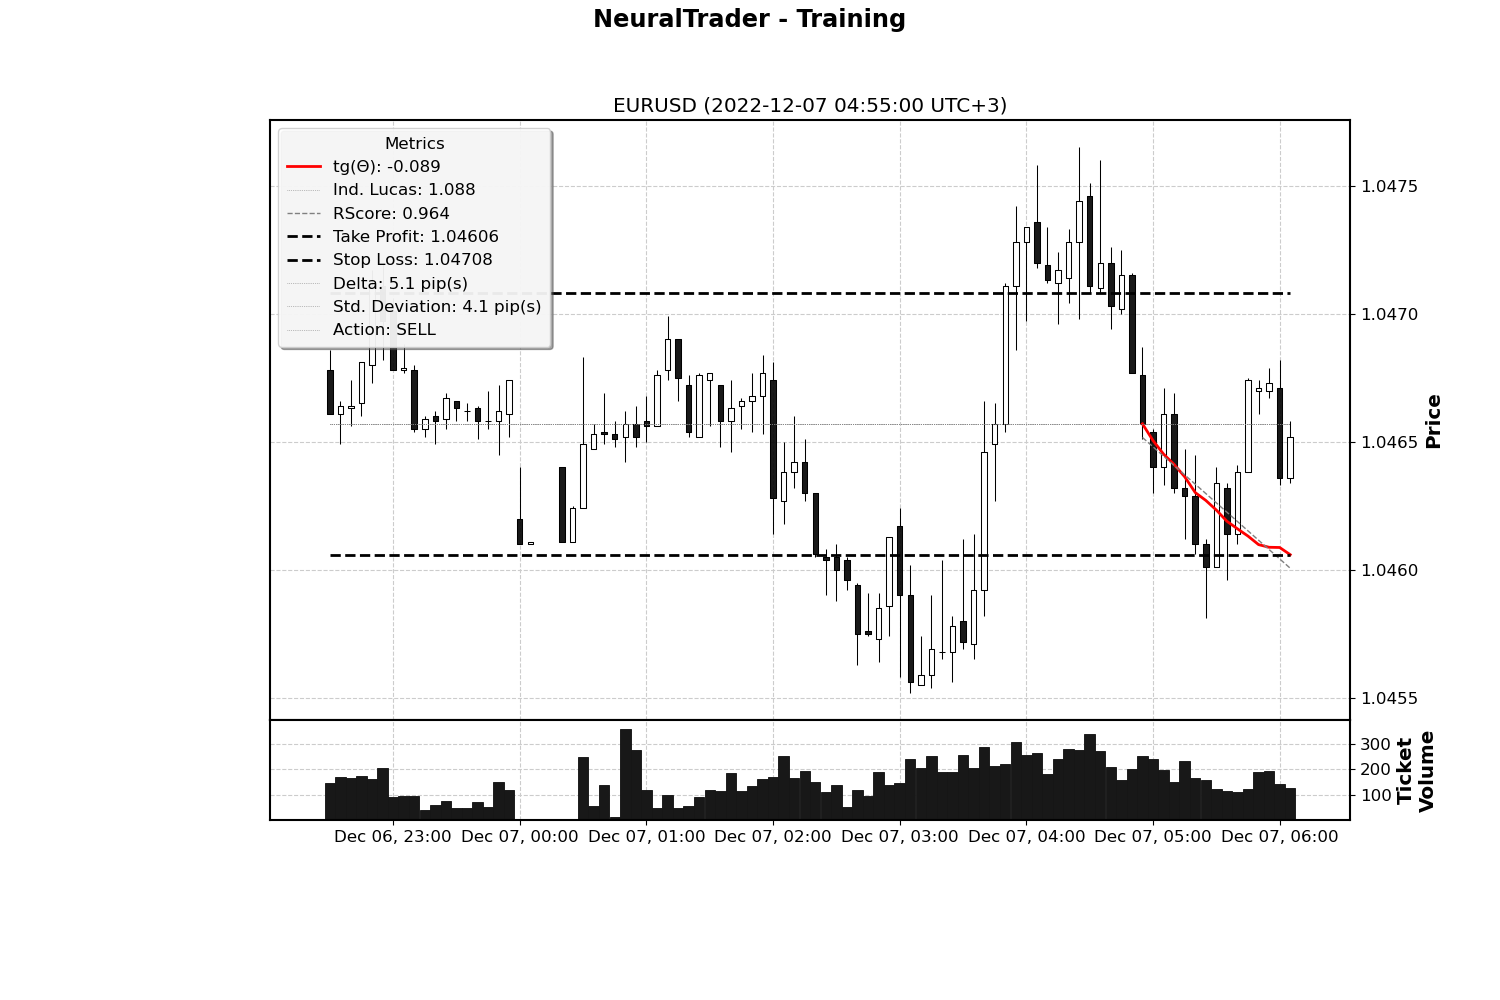 NeuralTrader - Training
EURUSD (2022-12-07 04:55:00 UTC+3)
Metrics
tg(Θ): -0.089
Ind. Lucas: 1.088
RScore: 0.964
Take Profit: 1.04606
Stop Loss: 1.04708
Delta: 5.1 pip(s)
Std. Deviation: 4.1 pip(s)
Action: SELL
1.0475
1.0470
1.0465
1.0460
1.0455
Price
300
200
100
Ticket
Volume
Dec 06, 23:00 Dec 07, 00:00 Dec 07, 01:00 Dec 07, 02:00 Dec 07, 03:00 Dec 07, 04:00 Dec 07, 05:00 Dec 07, 06:00